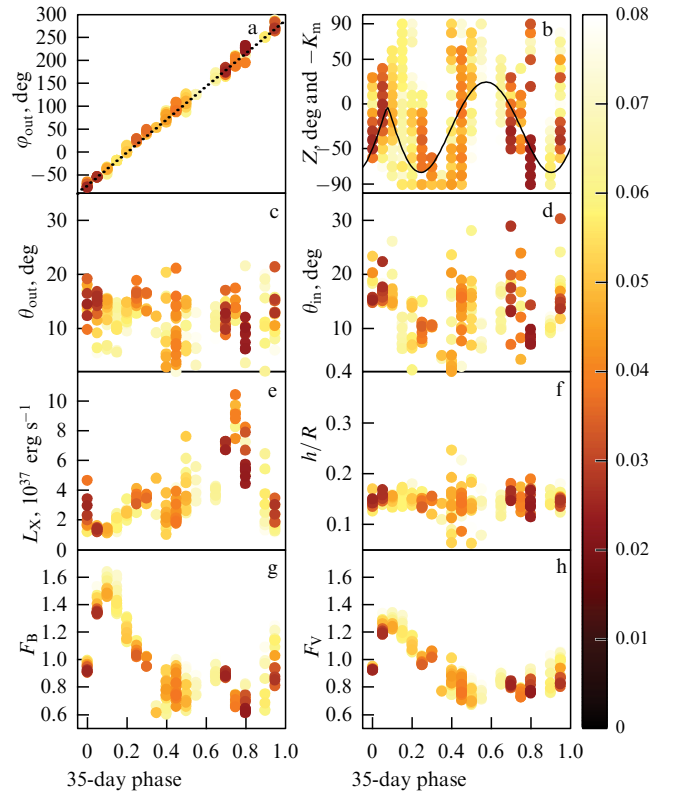 a
300
250
200
150
100
50
0
−
−50
φout, deg
b
90
50
0
−50
−90
Z↱ deg and −Km
0.08
0.07
0.06
0.05
0.04
0.03
0.02
0.01
0
c
30
20
10
θout, deg
d
30
20
10
θin, deg
e
10
8
6
4
2
0
LX, 10³⁷ erg s⁻¹
f
0.4
0.3
0.2
0.1
h/R
g
1.6
1.4
1.2
1.0
0.8
0.6
FB
h
1.6
1.4
1.2
1.0
0.8
0.6
FV
0 0.2 0.4 0.6 0.8 1.0
35-day phase
0 0.2 0.4 0.6 0.8 1.0
35-day phase